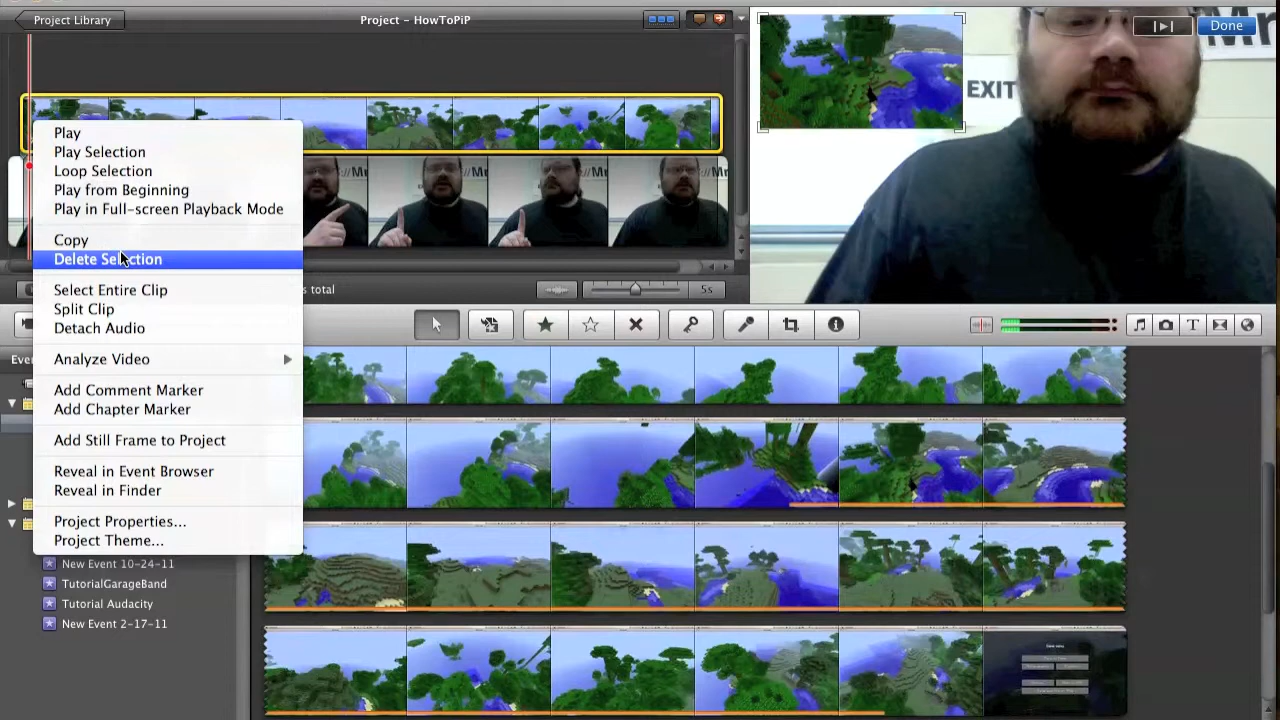 Project Library
Project – HowToPiP
Done
Mr
EXIT
Play
Play Selection
Loop Selection
Play from Beginning
Play in Full-screen Playback Mode
Copy
Delete Selection
Select Entire Clip
Split Clip
Detach Audio
Analyze Video
Add Comment Marker
Add Chapter Marker
Add Still Frame to Project
Reveal in Event Browser
Reveal in Finder
Project Properties...
Project Theme...
total
5s
New Event 10-24-11
TutorialGarageBand
Tutorial Audacity
New Event 2-17-11